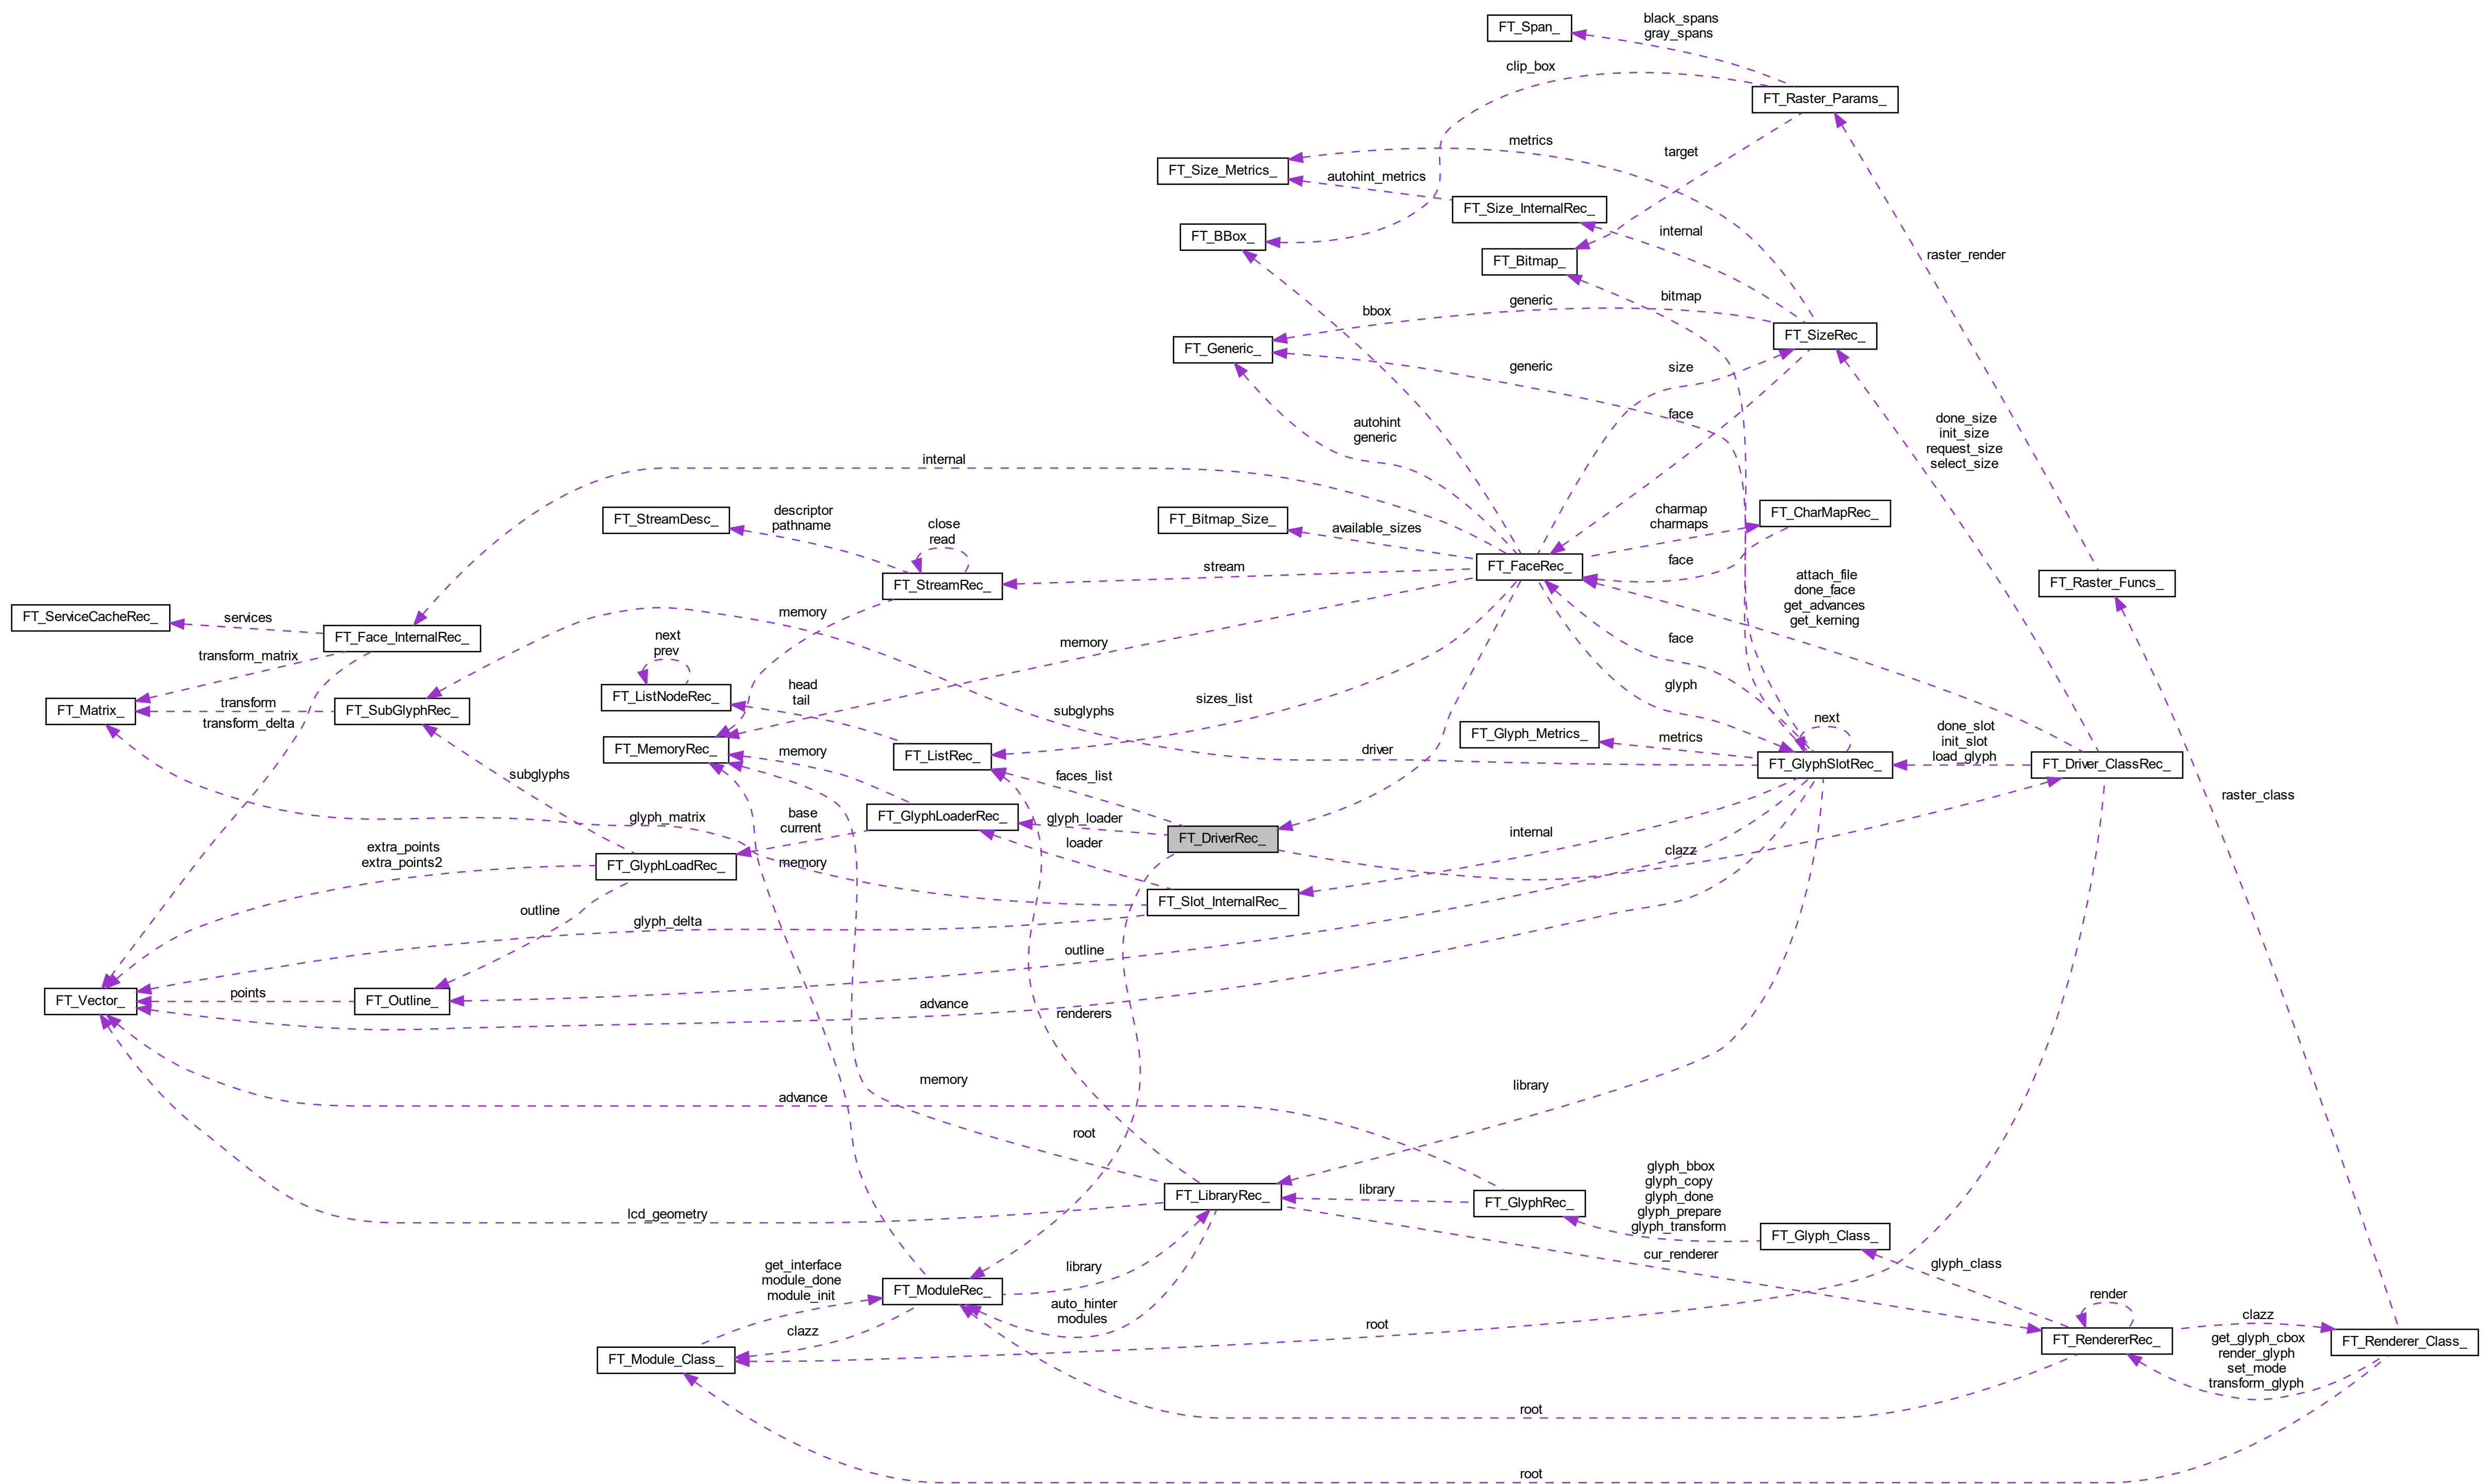 black_spans
gray_spans
FT_Span_
clip_box
FT_Raster_Params_
metrics
target
FT_Size_Metrics_
autohint_metrics
FT_Size_InternalRec_
FT_BBox_
internal
FT_Bitmap_
raster_render
bitmap
generic
bbox
FT_SizeRec_
FT_Generic_
generic
size
face
done_size
init_size
request_size
select_size
autohint
generic
internal
descriptor
pathname
FT_StreamDesc_
close
read
FT_Bitmap_Size_
available_sizes
charmap
charmaps
FT_CharMapRec_
face
FT_StreamRec_
stream
FT_FaceRec_
attach_file
done_face
get_advances
get_kerning
FT_Raster_Funcs_
FT_ServiceCacheRec_
services
FT_Face_InternalRec_
memory
next
prev
memory
face
transform_matrix
FT_ListNodeRec_
head
tail
sizes_list
glyph
FT_Matrix_
transform
transform_delta
FT_SubGlyphRec_
subglyphs
next
FT_MemoryRec_
memory
FT_ListRec_
driver
FT_Glyph_Metrics_
metrics
FT_GlyphSlotRec_
done_slot
init_slot
load_glyph
FT_Driver_ClassRec_
subglyphs
faces_list
raster_class
glyph_matrix
base
current
FT_GlyphLoaderRec_
glyph_loader
FT_DriverRec_
internal
loader
clazz
extra_points
extra_points2
FT_GlyphLoadRec_
memory
outline
glyph_delta
FT_Slot_InternalRec_
outline
FT_Vector_
points
FT_Outline_
advance
renderers
memory
library
advance
root
glyph_bbox
glyph_copy
glyph_done
glyph_prepare
glyph_transform
lcd_geometry
FT_LibraryRec_
library
FT_GlyphRec_
FT_Glyph_Class_
cur_renderer
glyph_class
get_interface
module_done
module_init
FT_ModuleRec_
library
auto_hinter
modules
render
clazz
root
clazz
FT_Module_Class_
FT_RendererRec_
get_glyph_cbox
render_glyph
set_mode
transform_glyph
FT_Renderer_Class_
root
root